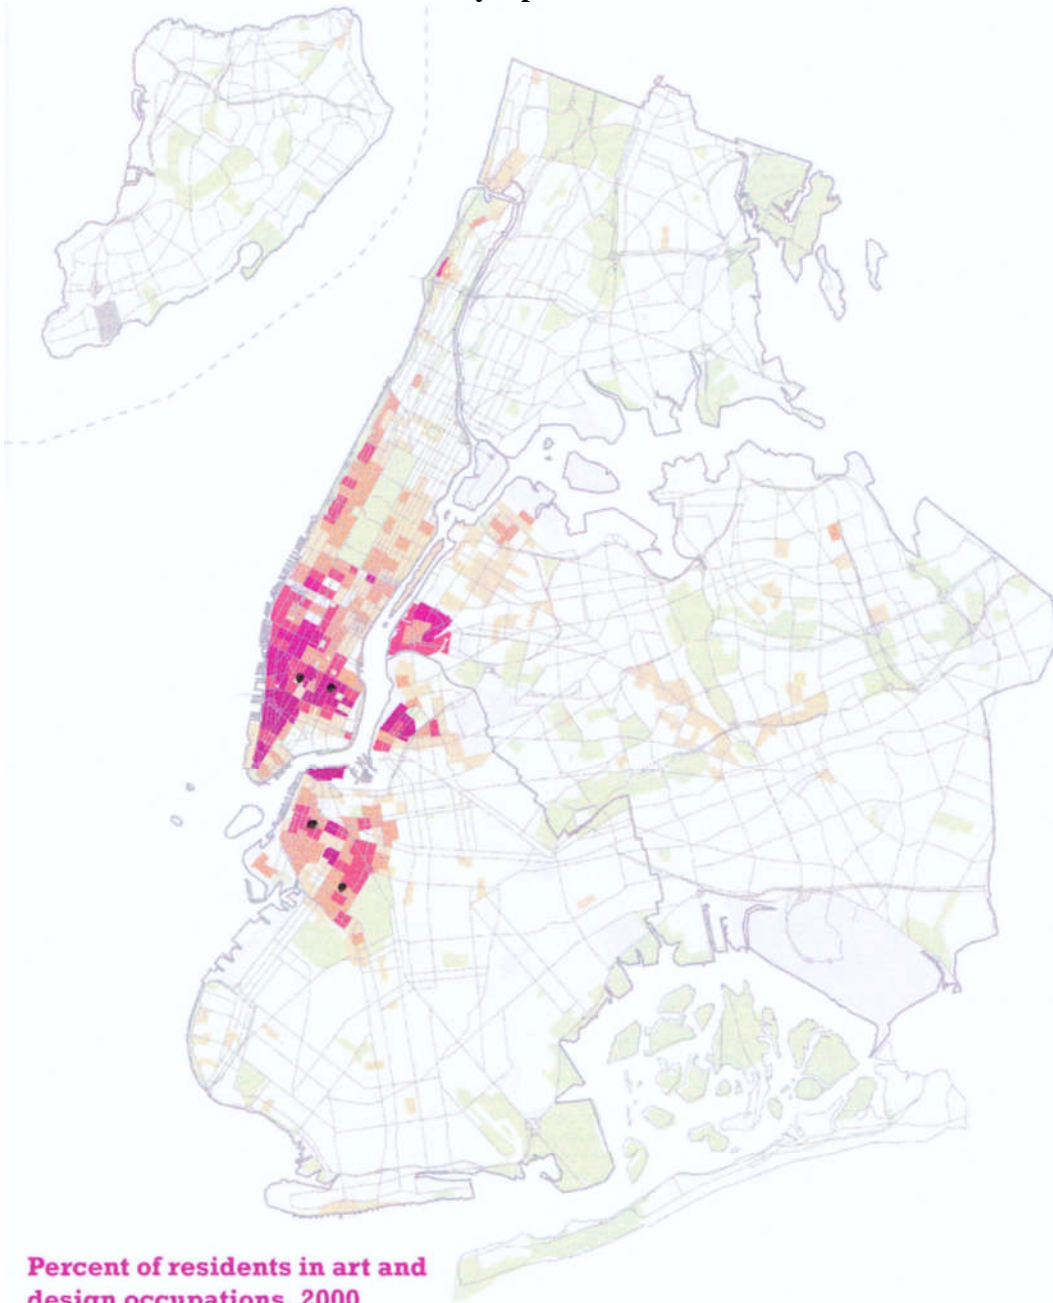 Percent of residents in art and
design occupations, 2000